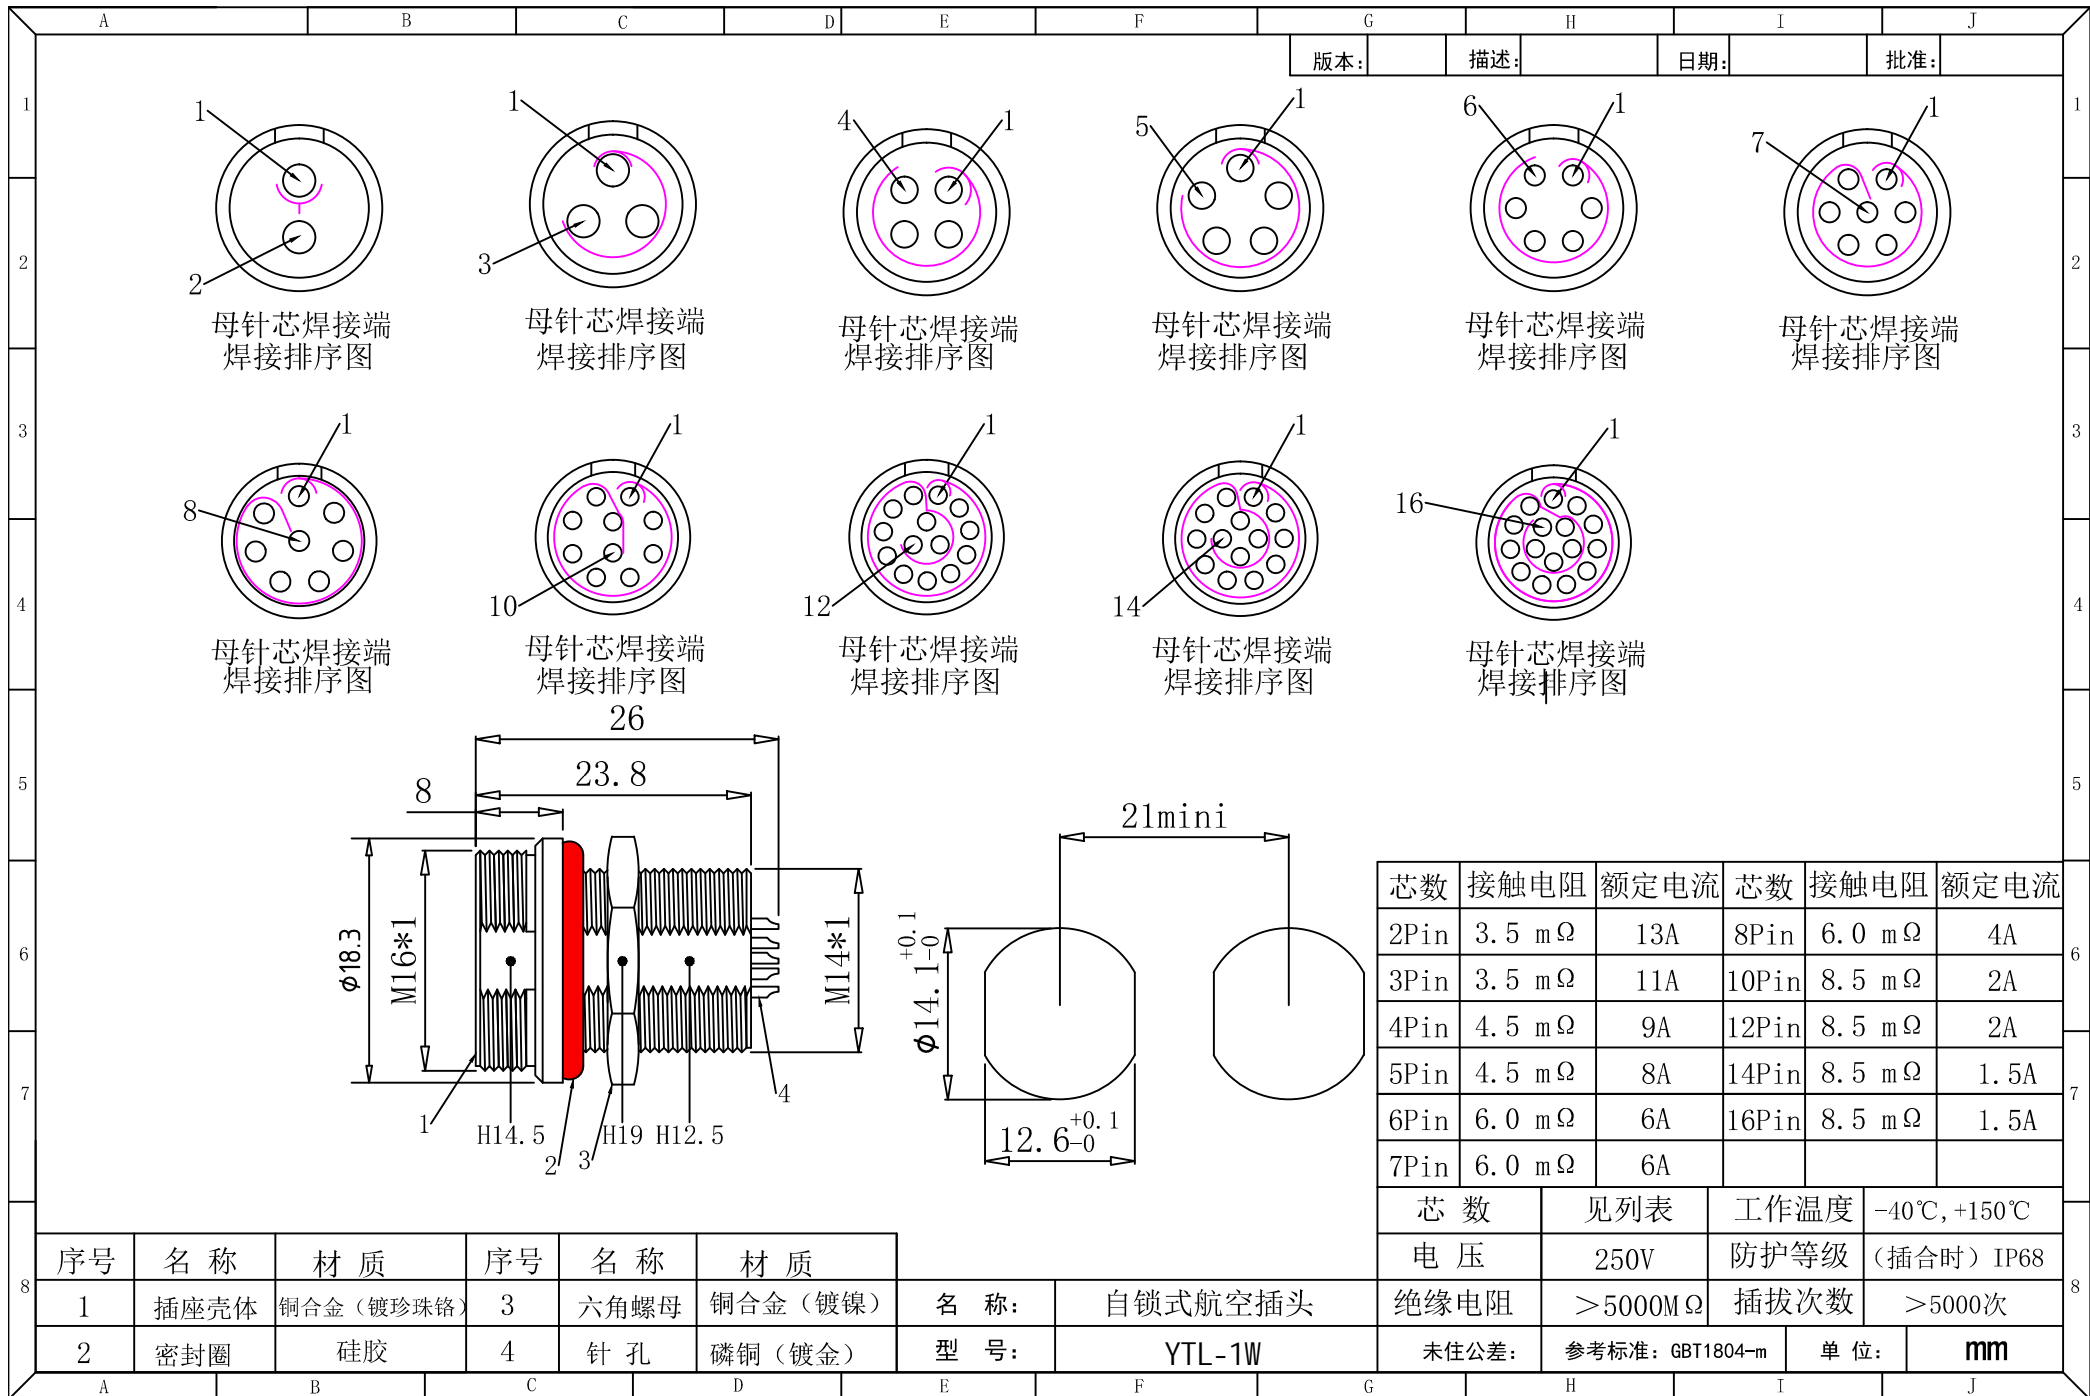 A B C D E F G H I J
版本: 描述: 日期: 批准:
1 1
2 2
3 3
4 4
5 5
6 6
7 7
8 8
1
2
母针芯焊接端
焊接排序图
1
3
母针芯焊接端
焊接排序图
4 1
母针芯焊接端
焊接排序图
5 1
母针芯焊接端
焊接排序图
6 1
母针芯焊接端
焊接排序图
7 1
母针芯焊接端
焊接排序图
1
8
母针芯焊接端
焊接排序图
1
10
母针芯焊接端
焊接排序图
1
12
母针芯焊接端
焊接排序图
1
14
母针芯焊接端
焊接排序图
1
16
母针芯焊接端
焊接排序图
26
23.8
8
φ18.3
M16*1
M14*1
1 H14.5 2 3 H19 H12.5 4
21mini
φ14.1+0.1-0
12.6+0.1-0
芯数 接触电阻 额定电流 芯数 接触电阻 额定电流
2Pin 3.5 mΩ 13A 8Pin 6.0 mΩ 4A
3Pin 3.5 mΩ 11A 10Pin 8.5 mΩ 2A
4Pin 4.5 mΩ 9A 12Pin 8.5 mΩ 2A
5Pin 4.5 mΩ 8A 14Pin 8.5 mΩ 1.5A
6Pin 6.0 mΩ 6A 16Pin 8.5 mΩ 1.5A
7Pin 6.0 mΩ 6A
芯 数 见列表 工作温度 -40℃,+150℃
电 压 250V 防护等级 (插合时) IP68
绝缘电阻 >5000MΩ 插拔次数 >5000次
未住公差: 参考标准: GBT1804-m 单 位: mm
序号 名 称 材 质 序号 名 称 材 质
1 插座壳体 铜合金（镀珍珠铬） 3 六角螺母 铜合金（镀镍）
2 密封圈 硅胶 4 针 孔 磷铜（镀金）
名 称: 自锁式航空插头
型 号: YTL-1W
A B C D E F G H I J